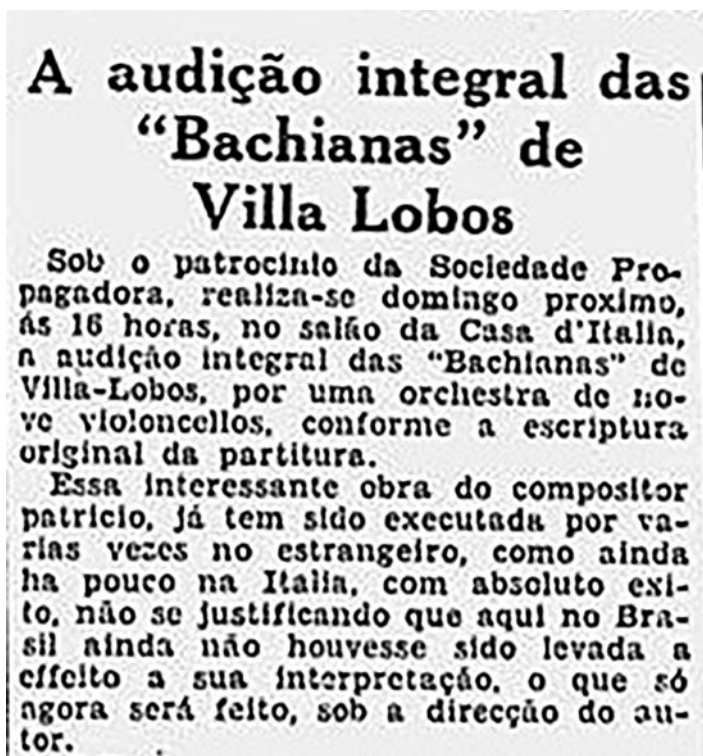 A audição integral das
“Bachianas” de
Villa Lobos
Sob o patrocinio da Sociedade Pro-
pagadora, realiza-se domingo proximo,
ás 16 horas, no salão da Casa d'Italia,
a audição integral das "Bachianas" de
Villa-Lobos, por uma orchestra de no-
ve violoncellos, conforme a escriptura
original da partitura.
Essa interessante obra do compositor
patricio, já tem sido executada por va-
rias vezes no estrangeiro, como ainda
ha pouco na Italia, com absoluto exi-
to, não se justificando que aqui no Bra-
sil ainda não houvesse sido levada a
effeito a sua interpretação, o que só
agora será feito, sob a direcção do au-
tor.